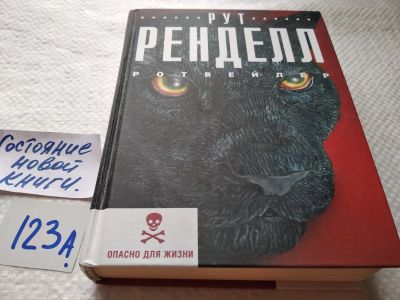 РУТ
РЕНДЕЛЛ
РОТВЕЙЛЕР
Состояние
новой
книги.
123А
ОПАСНО ДЛЯ ЖИЗНИ